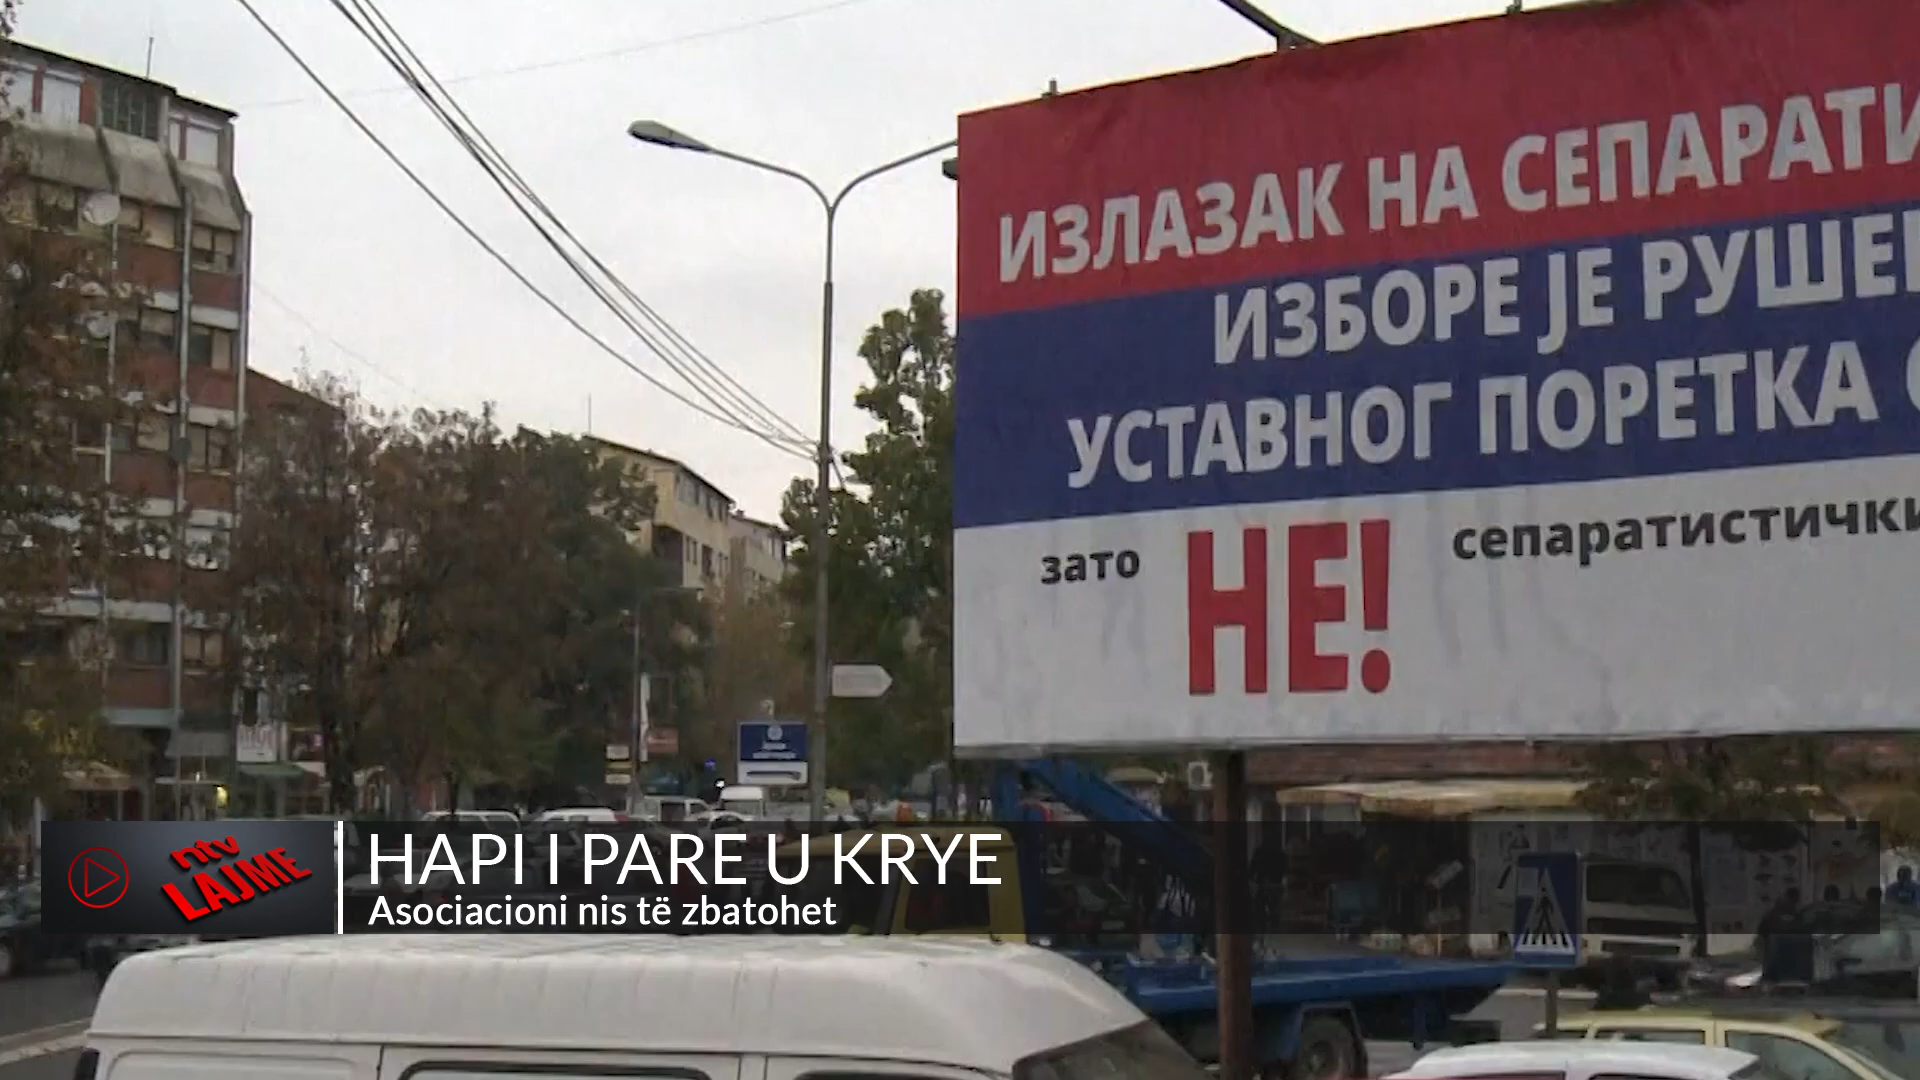 ИЗЛАЗАК НА СЕПАРАТИ
ИЗБОРЕ ЈЕ РУШЕ
УСТАВНОГ ПОРЕТКА
зато НЕ! сепаратистички
ntv
LAJME
HAPI I PARE U KRYE
Asociacioni nis të zbatohet